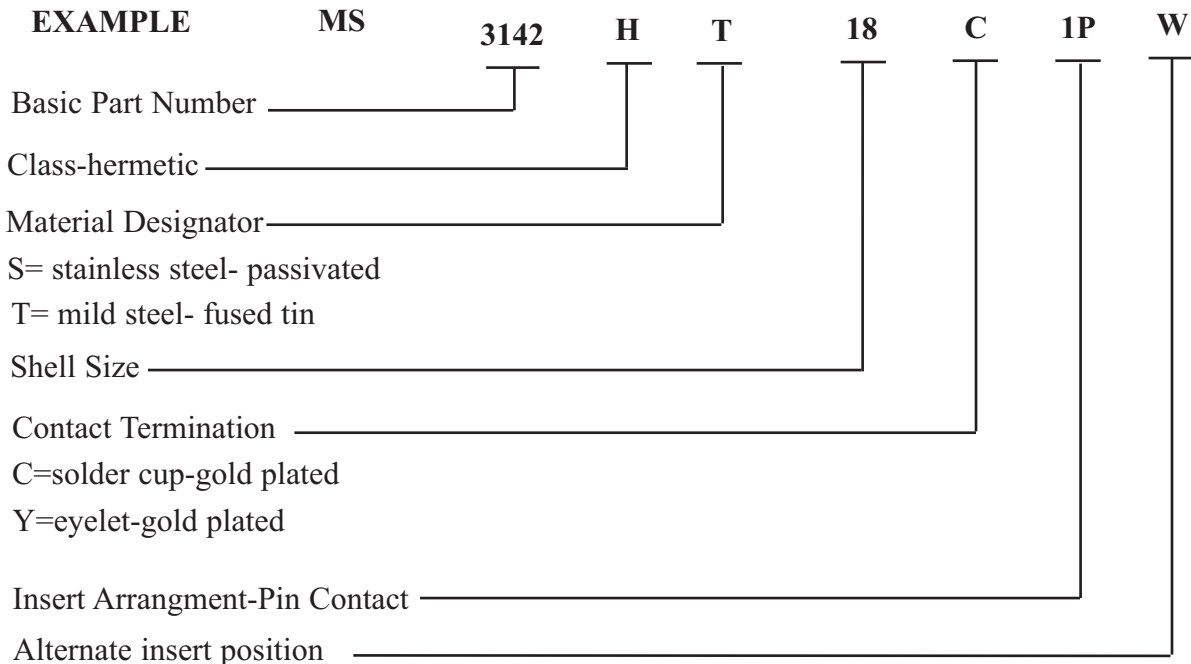 EXAMPLE MS 3142 H T 18 C 1P W
Basic Part Number
Class-hermetic
Material Designator
S= stainless steel- passivated
T= mild steel- fused tin
Shell Size
Contact Termination
C=solder cup-gold plated
Y=eyelet-gold plated
Insert Arrangment-Pin Contact
Alternate insert position